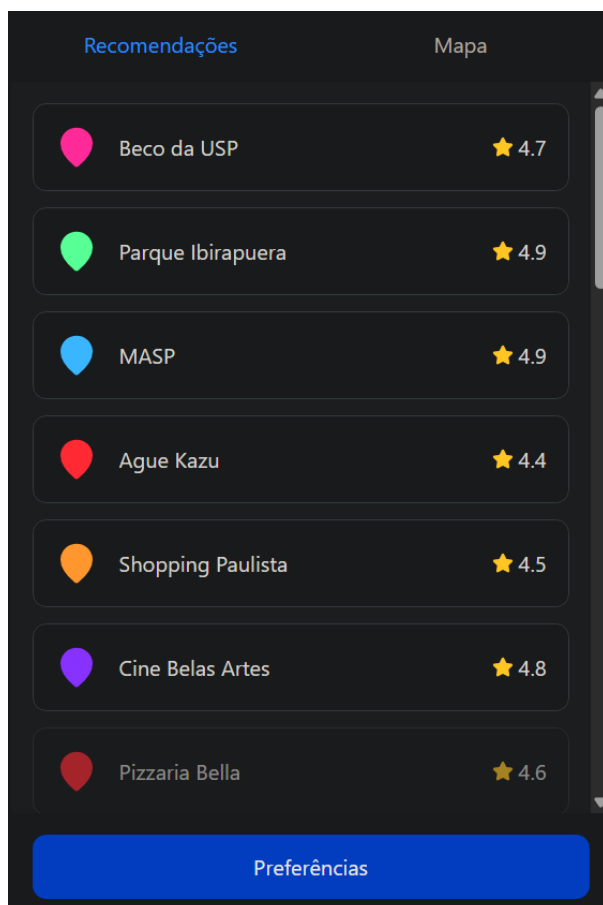 Recomendações
Mapa
Beco da USP 4.7
Parque Ibirapuera 4.9
MASP 4.9
Ague Kazu 4.4
Shopping Paulista 4.5
Cine Belas Artes 4.8
Pizzaria Bella 4.6
Preferências